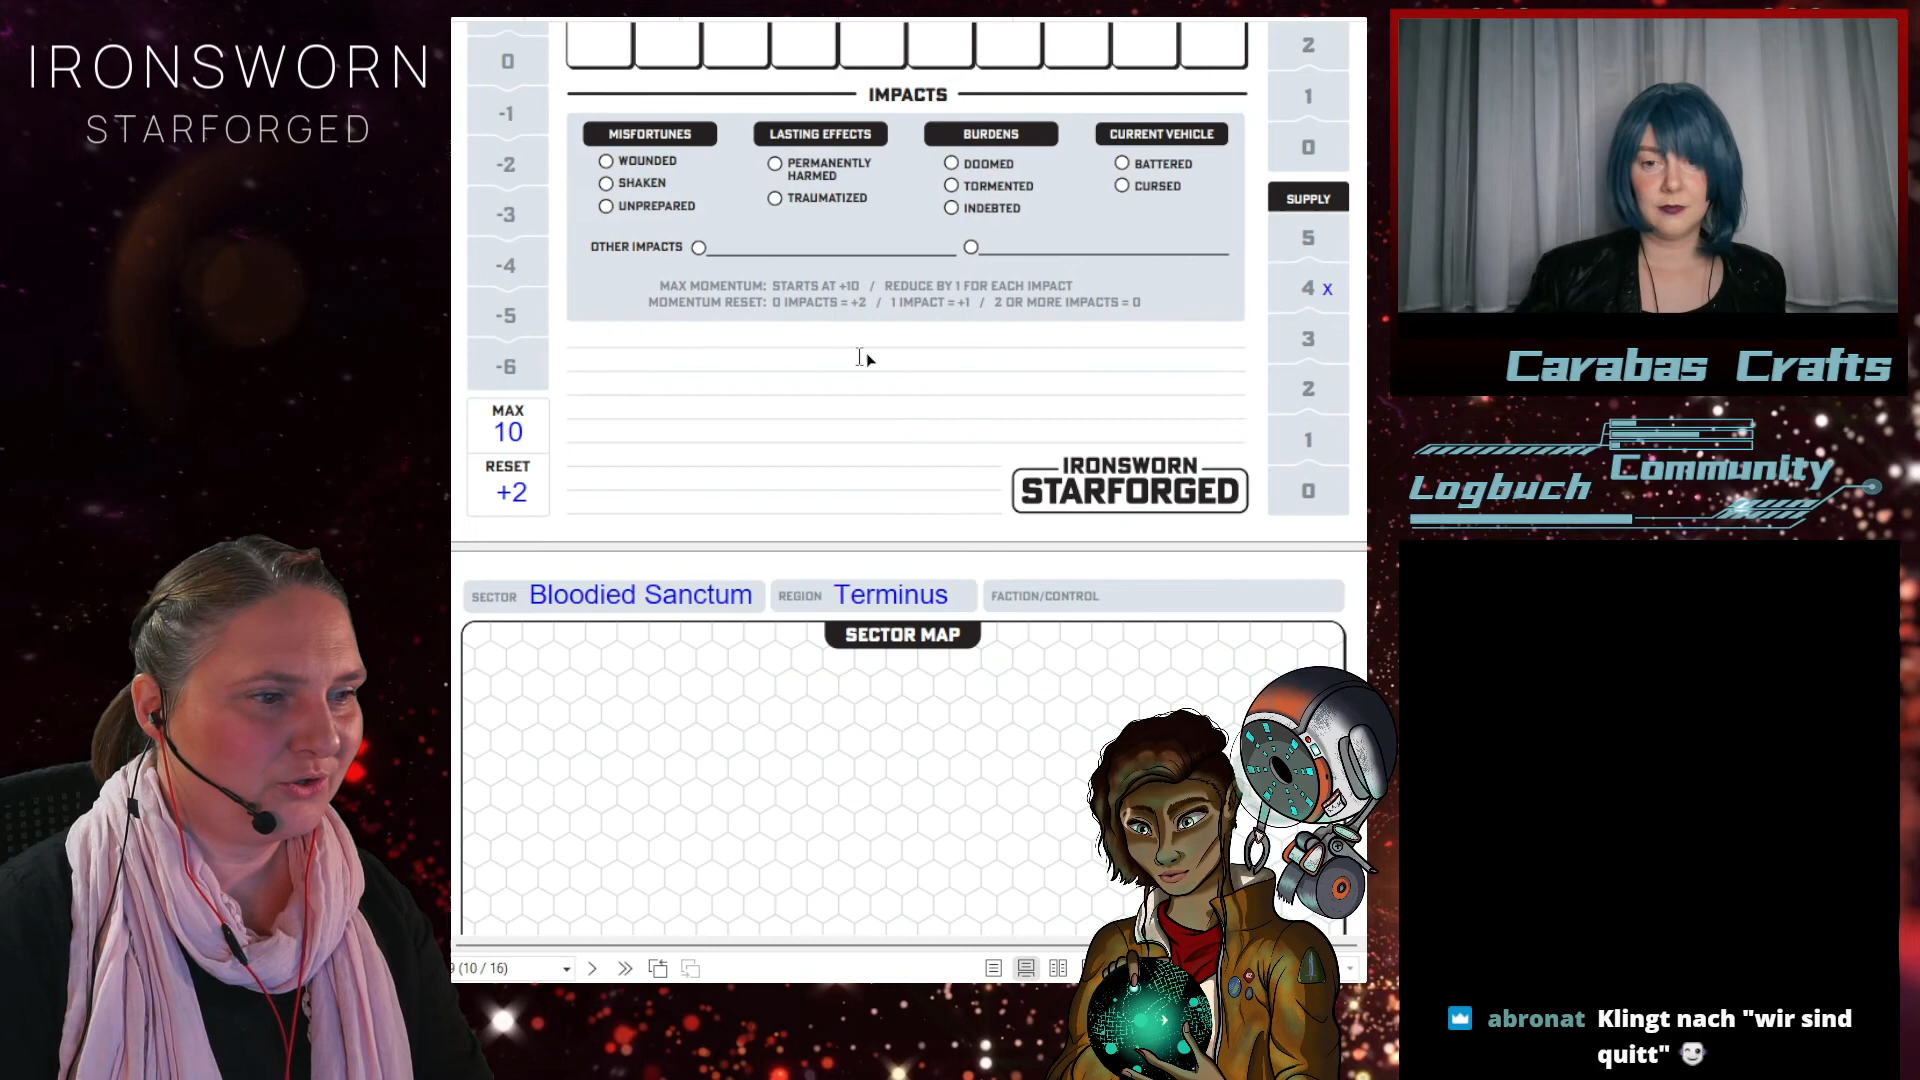 IRONSWORN
STARFORGED
0
-1
-2
-3
-4
-5
-6
MAX
10
RESET
+2
IMPACTS
MISFORTUNES
WOUNDED
SHAKEN
UNPREPARED
LASTING EFFECTS
PERMANENTLY
HARMED
TRAUMATIZED
BURDENS
DOOMED
TORMENTED
INDEBTED
CURRENT VEHICLE
BATTERED
CURSED
OTHER IMPACTS
MAX MOMENTUM: STARTS AT +10 / REDUCE BY 1 FOR EACH IMPACT
MOMENTUM RESET: 0 IMPACTS = +2 / 1 IMPACT = +1 / 2 OR MORE IMPACTS = 0
IRONSWORN
STARFORGED
2
1
0
SUPPLY
5
4 x
3
2
1
0
SECTOR Bloodied Sanctum REGION Terminus FACTION/CONTROL
SECTOR MAP
9 (10 / 16)
Carabas Crafts
Logbuch Community
abronat Klingt nach "wir sind
quitt"